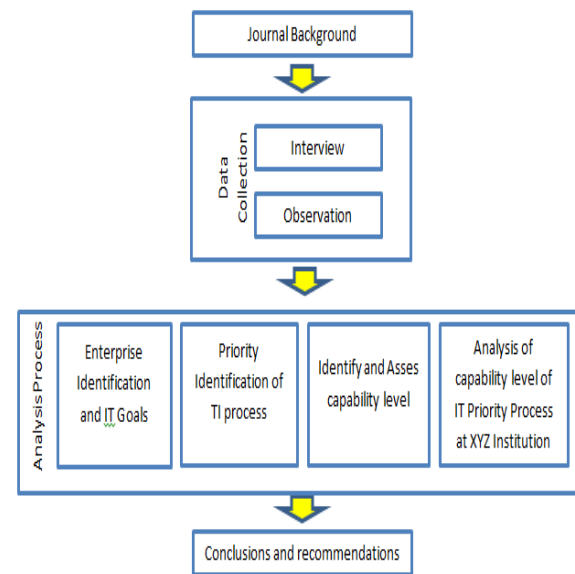 Journal Background
Data
Collection
Interview
Observation
Analysis Process
Enterprise
Identification
and IT Goals
Priority
Identification of
TI process
Identify and Asses
capability level
Analysis of
capability level of
IT Priority Process
at XYZ Institution
Conclusions and recommendations